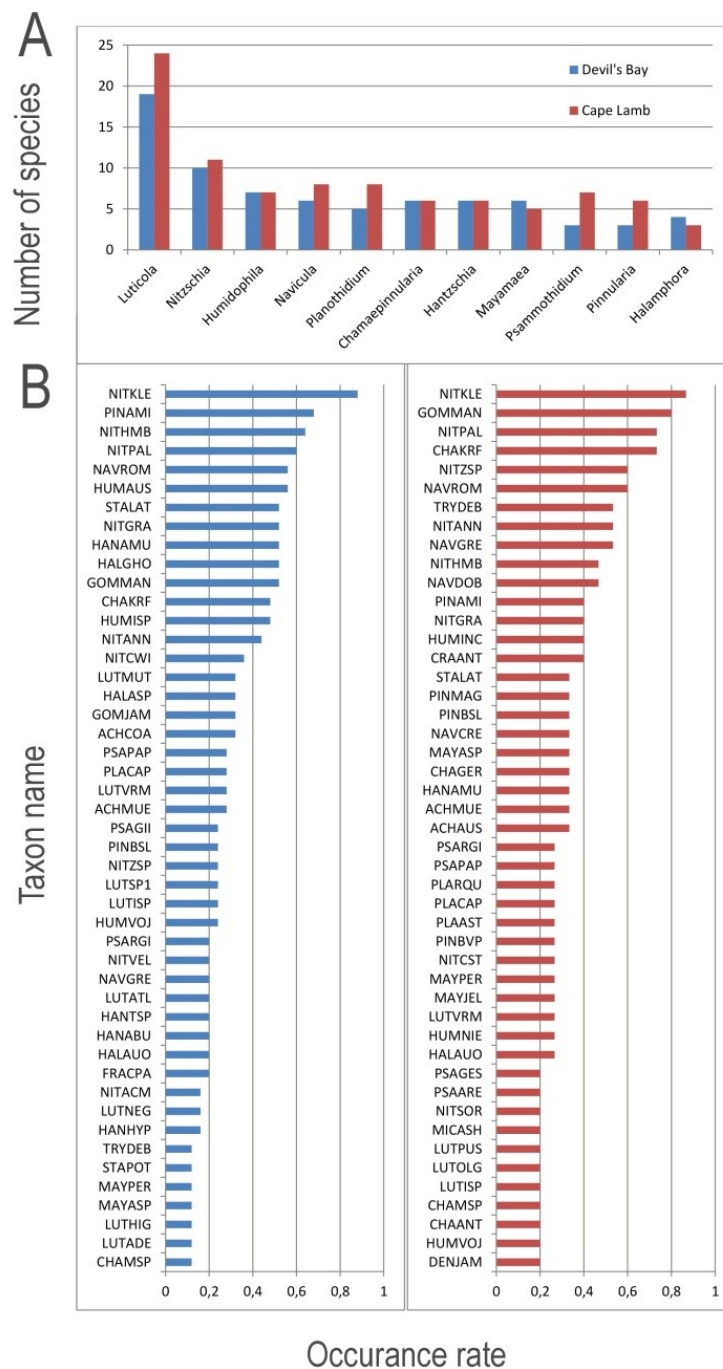 A
Number of species
25
20
15
10
5
0
Devil's Bay
Cape Lamb
Luticola
Nitzschia
Humidophila
Navicula
Planothidium
Chamaepinnularia
Hantzschia
Mayamaea
Psammothidium
Pinnularia
Halamphora
B
Taxon name
NITKLE
PINAMI
NITHMB
NITPAL
NAVROM
HUMAUS
STALAT
NITGRA
HANAMU
HALGHO
GOMMAN
CHAKRF
HUMISP
NITANN
NITCWI
LUTMUT
HALASP
GOMJAM
ACHCOA
PSAPAP
PLACAP
LUTVRM
ACHMUE
PSAGII
PINBSL
NITZSP
LUTSP1
LUTISP
HUMVOJ
PSARGI
NITVEL
NAVGRE
LUTATL
HANTSP
HANABU
HALAUO
FRACPA
NITACM
LUTNEG
HANHYP
TRYDEB
STAPOT
MAYPER
MAYASP
LUTHIG
LUTADE
CHAMSP
0 0,2 0,4 0,6 0,8 1
NITKLE
GOMMAN
NITPAL
CHAKRF
NITZSP
NAVROM
TRYDEB
NITANN
NAVGRE
NITHMB
NAVDOB
PINAMI
NITGRA
HUMINC
CRAANT
STALAT
PINMAG
PINBSL
NAVCRE
MAYASP
CHAGER
HANAMU
ACHMUE
ACHAUS
PSARGI
PSAPAP
PLARQU
PLACAP
PLAAST
PINBVP
NITCST
MAYPER
MAYJEL
LUTVRM
HUMNIE
HALAUO
PSAGES
PSAARE
NITSOR
MICASH
LUTPUS
LUTOLG
LUTISP
CHAMSP
CHAANT
HUMVOJ
DENJAM
0 0,2 0,4 0,6 0,8 1
Occurance rate